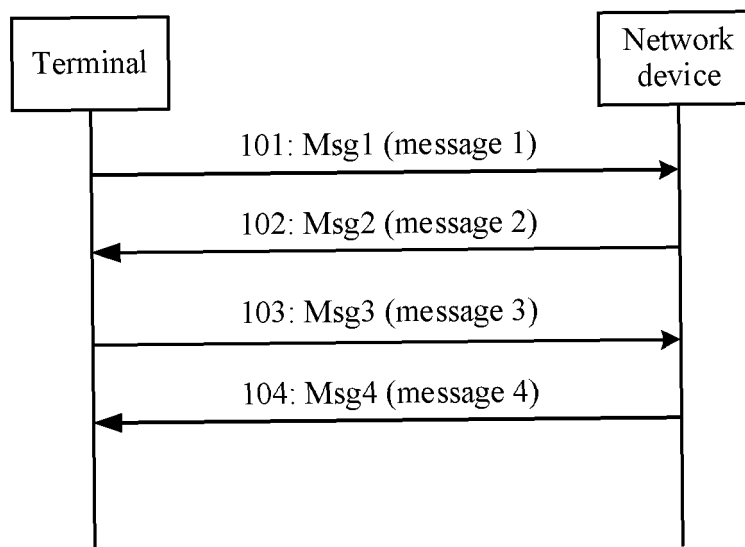 Terminal
Network
device
101: Msg1 (message 1)
102: Msg2 (message 2)
103: Msg3 (message 3)
104: Msg4 (message 4)